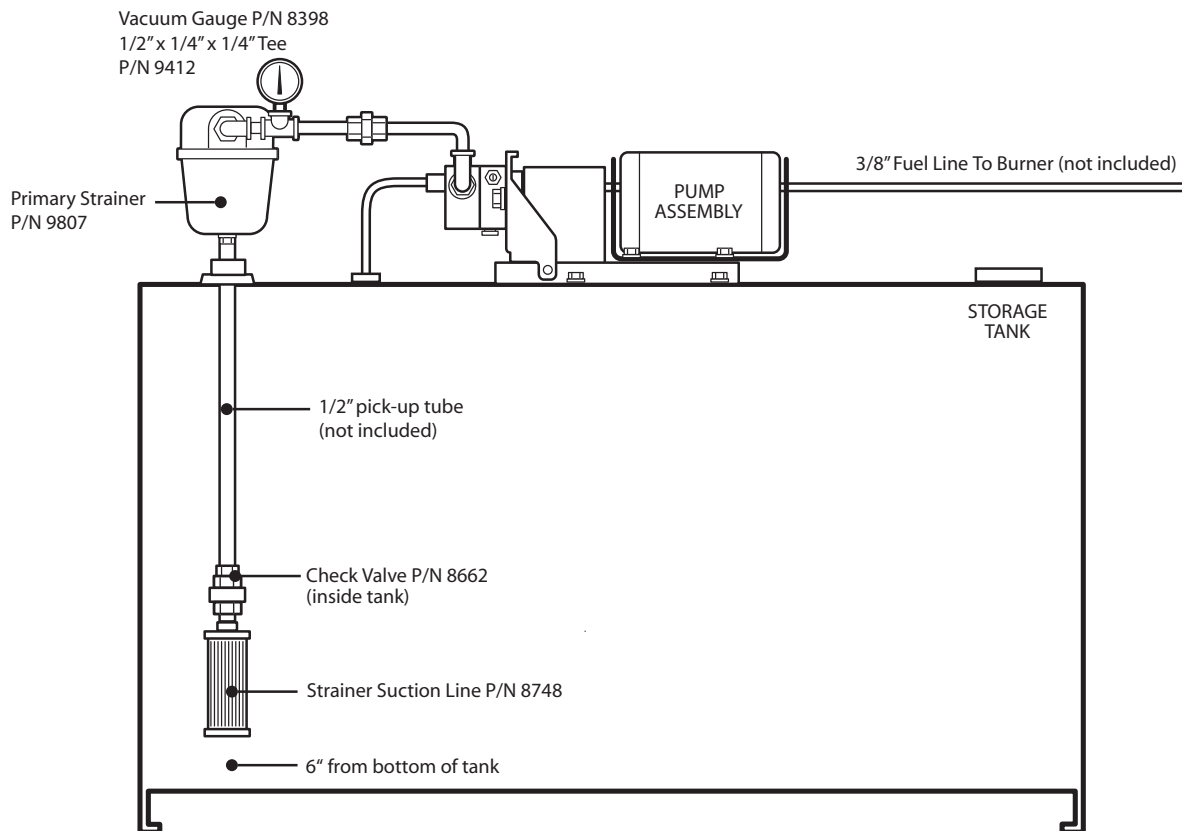 Vacuum Gauge P/N 8398
1/2” x 1/4” x 1/4” Tee
P/N 9412
3/8” Fuel Line To Burner (not included)
PUMP
ASSEMBLY
Primary Strainer
P/N 9807
STORAGE
TANK
1/2” pick-up tube
(not included)
Check Valve P/N 8662
(inside tank)
Strainer Suction Line P/N 8748
6“ from bottom of tank